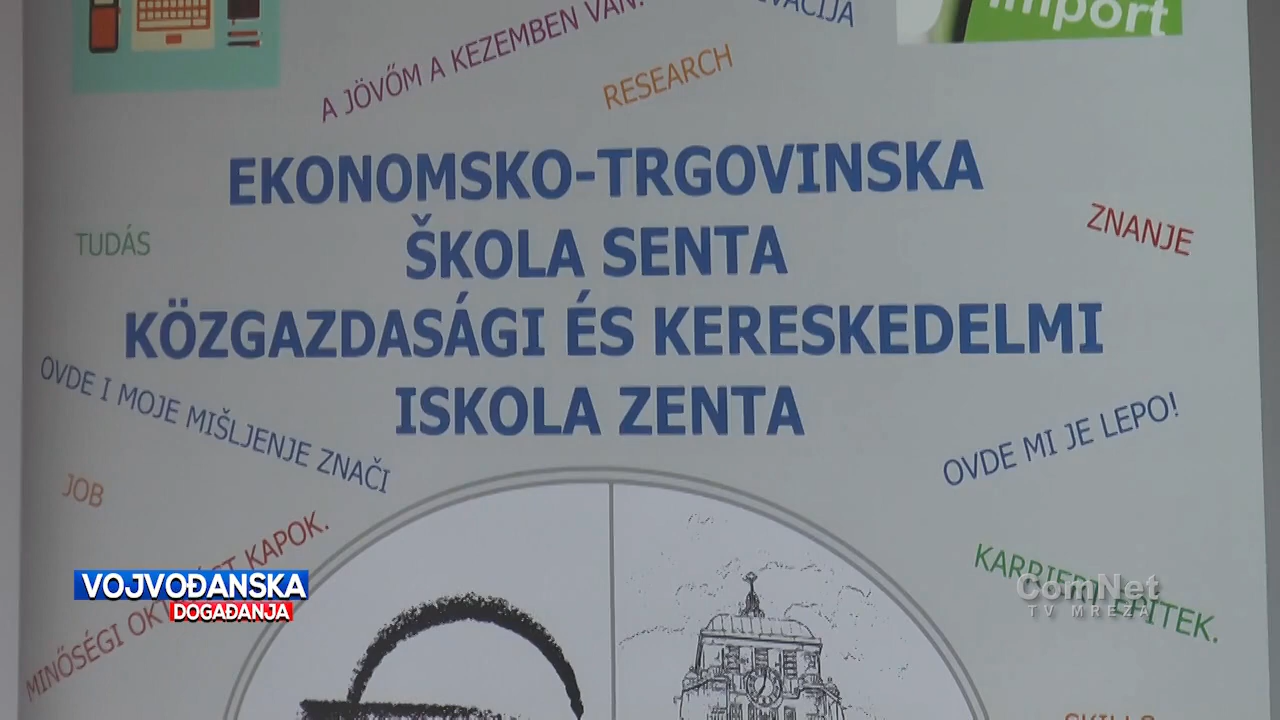 import
A JÖVŐM A KEZEMBEN VAN.
RESEARCH
EKONOMSKO-TRGOVINSKA
ŠKOLA SENTA
KÖZGAZDASÁGI ÉS KERESKEDELMI
ISKOLA ZENTA
TUDÁS
ZNANJE
OVDE I MOJE MIŠLJENJE ZNAČI
OVDE MI JE LEPO!
JOB
MINŐSÉGI KAPOK.
VOJVOĐANSKA
DOGAĐANJA
ComNet
TV MREŽA